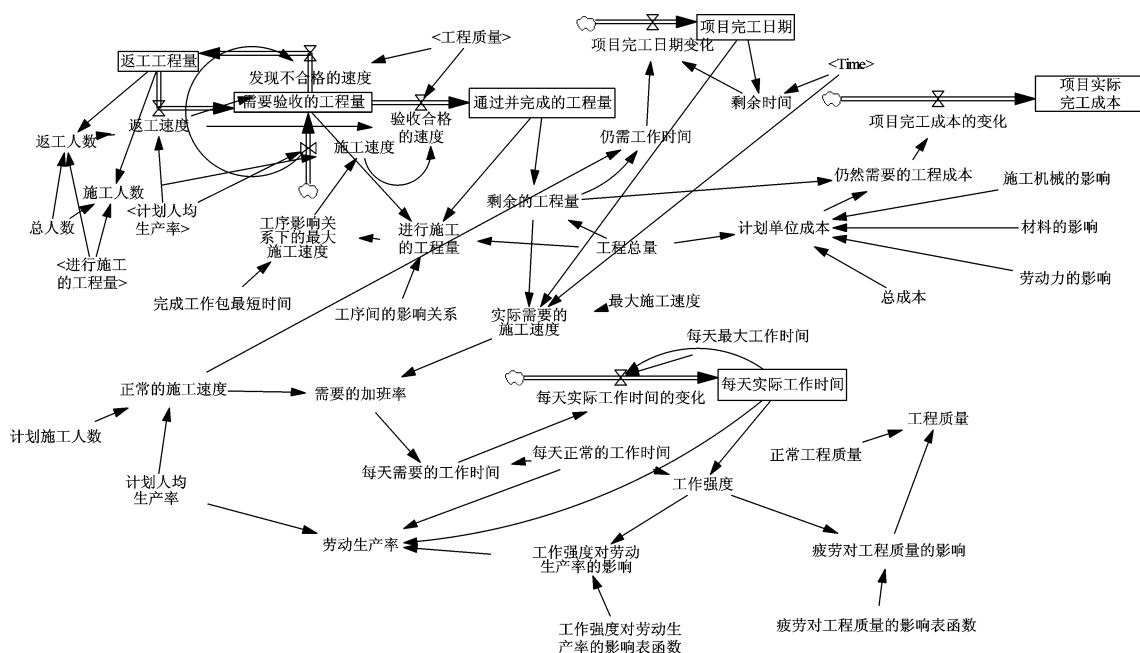 项目完工日期
<工程质量>
项目完工日期变化
返工工程量
<Time>
发现不合格的速度
项目实际
完工成本
需要验收的工程量
通过并完成的工程量
剩余时间
返工速度
验收合格
的速度
项目完工成本的变化
返工人数
施工速度
仍需工作时间
仍然需要的工程成本
施工人数
施工机械的影响
剩余的工程量
<计划人均
生产率>
总人数
工序影响关
系下的最大
施工速度
进行施工
的工程量
工程总量
计划单位成本
材料的影响
<进行施工
的工程量>
劳动力的影响
完成工作包最短时间
总成本
工序间的影响关系
实际需要的
施工速度
最大施工速度
每天最大工作时间
正常的施工速度
需要的加班率
每天实际工作时间的变化
每天实际工作时间
计划施工人数
工程质量
每天需要的工作时间
每天正常的工作时间
正常工程质量
计划人均
生产率
工作强度
劳动生产率
工作强度对劳动
生产率的影响
疲劳对工程质量的影响
工作强度对劳动生
产率的影响表函数
疲劳对工程质量的影响表函数